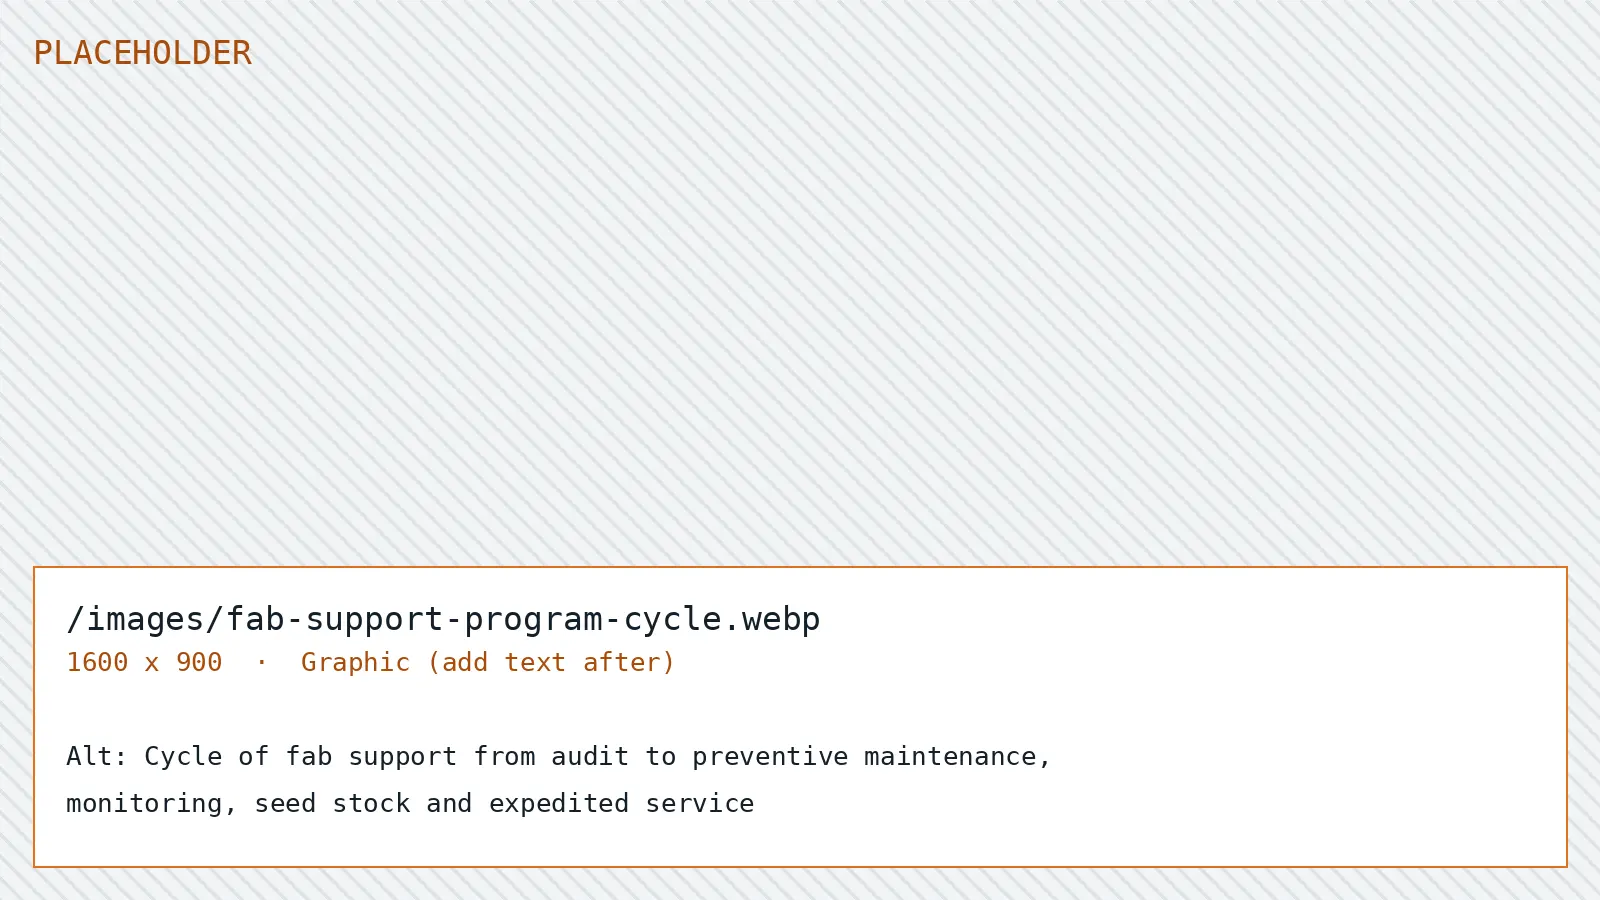 PLACEHOLDER
/images/fab-support-program-cycle.webp
1600 x 900 · Graphic (add text after)
Alt: Cycle of fab support from audit to preventive maintenance,
monitoring, seed stock and expedited service